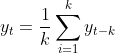 y_t = \frac{1}{k} \sum_{i=1}^{k} y_{t-k}